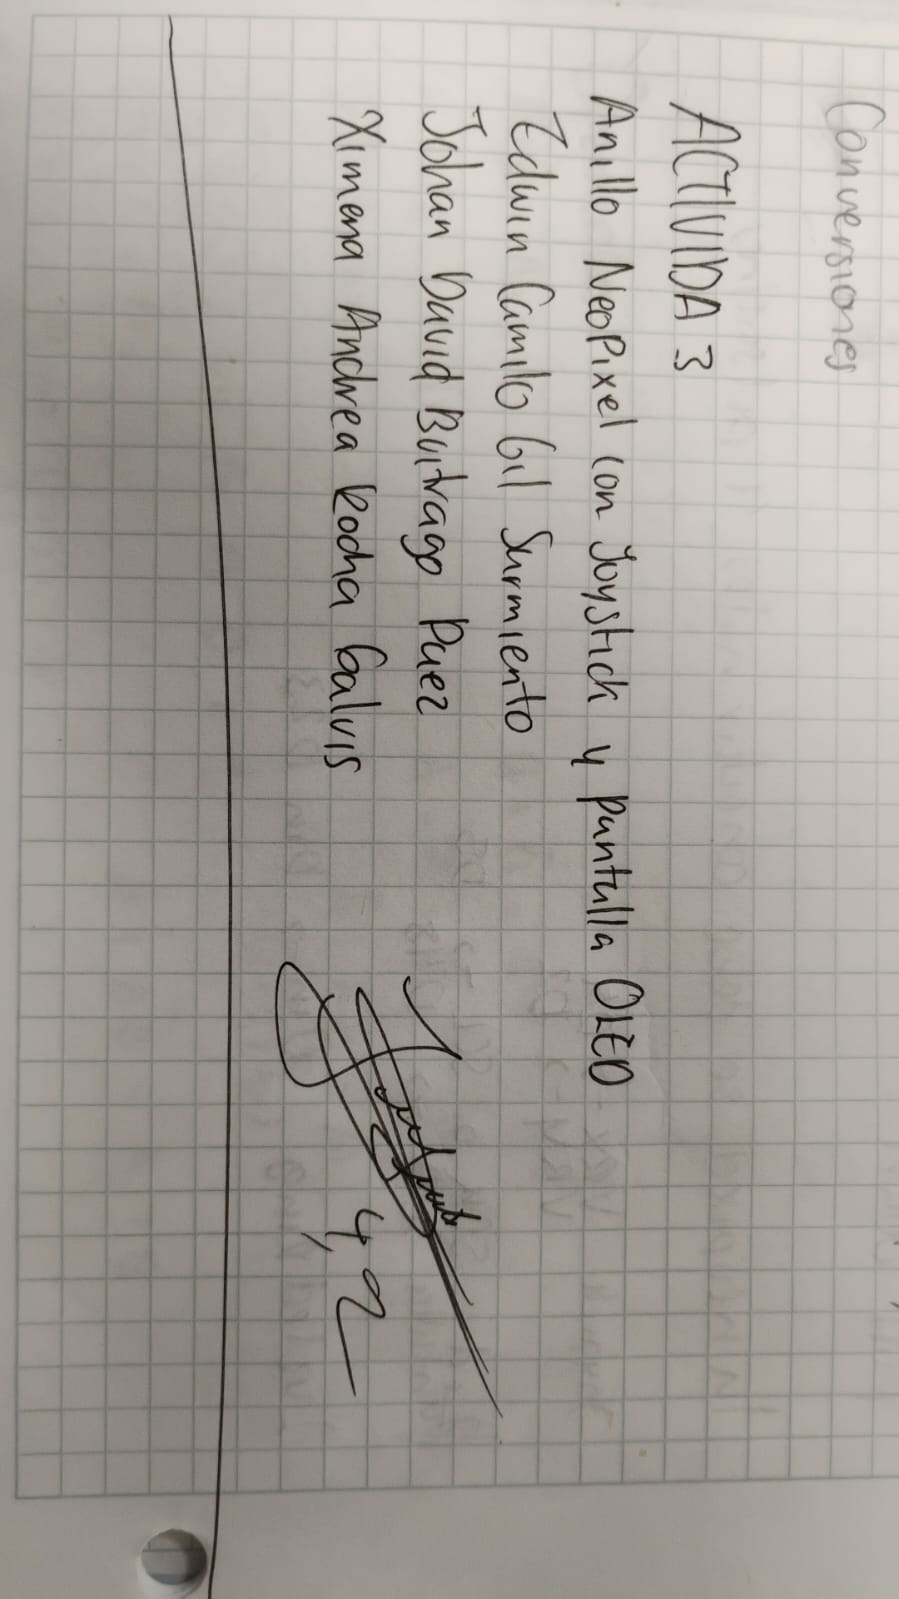 Conversiones
ACTIVIDA 3
Anillo NeoPixel con Joystick y pantalla OLED
Edwin Camilo Gil Sarmiento
Johan David Buitrago Paez
Ximena Andrea Rocha Galvis
4,2